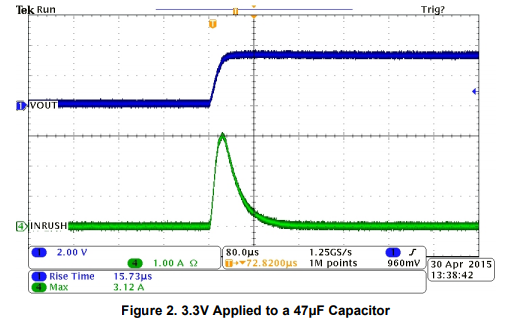 Tek Run
Trig?
T
1 VOUT
4 INRUSH
1 2.00 V
4 1.00 A Ω
80.0µs
T→▼72.8200µs
1.25GS/s
1M points
1 ∫ 960mV
1 Rise Time 15.73µs
4 Max 3.12 A
30 Apr 2015
13:38:42
Figure 2. 3.3V Applied to a 47µF Capacitor